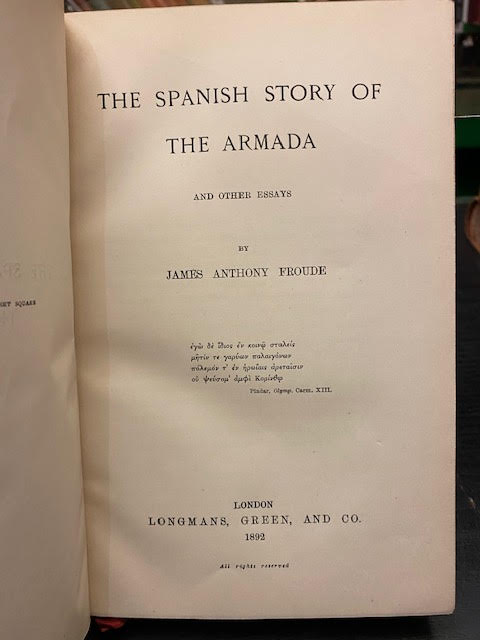 THE SPANISH STORY OF
THE ARMADA
AND OTHER ESSAYS
BY
JAMES ANTHONY FROUDE
ἐγὼ δὲ ἴδιος ἐν κοινῷ σταλεὶς
μῆτίν τε γαρύων παλαιγόνων
πόλεμόν τ' ἐν ἡρωΐαις ἀρεταῖσιν
οὐ ψεύσομ' ἀμφὶ Κορίνθῳ
Pindar, Olymp. Carm. XIII.
LONDON
LONGMANS, GREEN, AND CO.
1892
All rights reserved
SQUARE